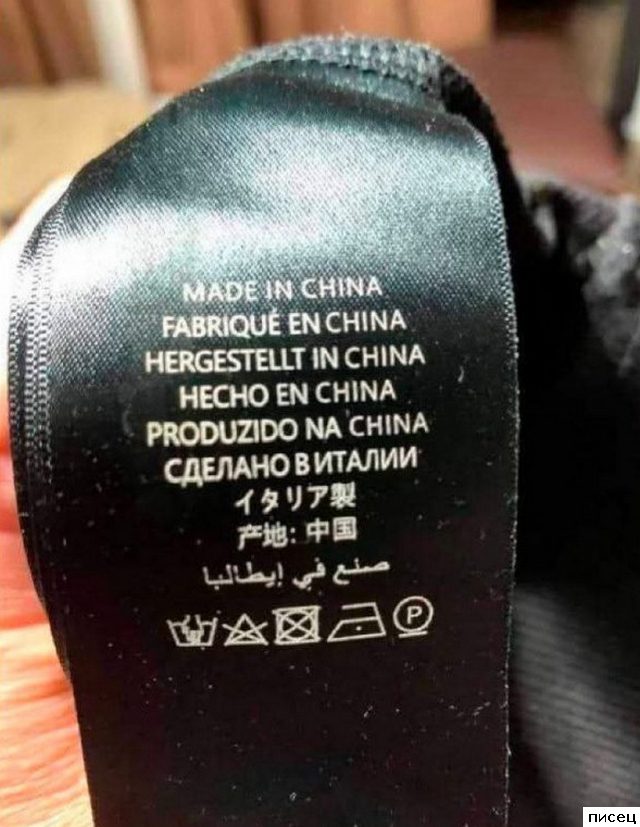 MADE IN CHINA
FABRIQUÉ EN CHINA
HERGESTELLT IN CHINA
HECHO EN CHINA
PRODUZIDO NA CHINA
СДЕЛАНО В ИТАЛИИ
イタリア製
产地: 中国
صنع في إيطاليا
P
писец